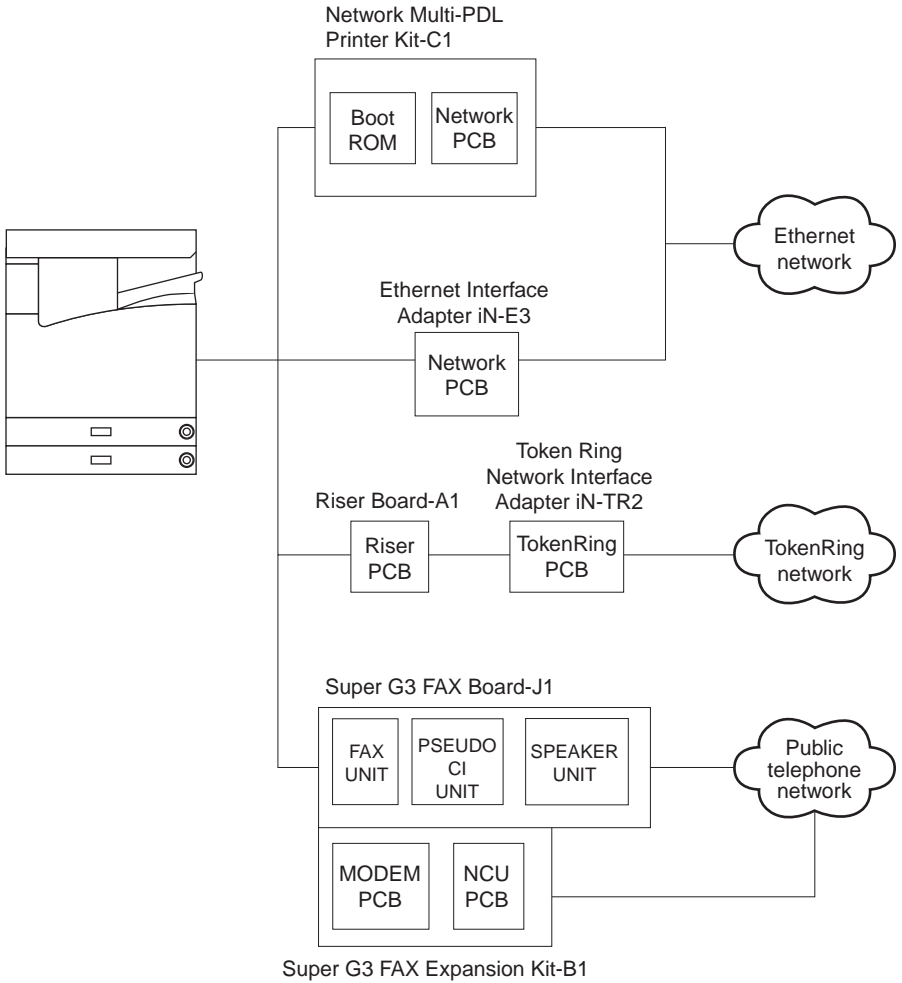 Network Multi-PDL
Printer Kit-C1
Boot
ROM
Network
PCB
Ethernet
network
Ethernet Interface
Adapter iN-E3
Network
PCB
Token Ring
Network Interface
Adapter iN-TR2
Riser Board-A1
Riser
PCB
TokenRing
PCB
TokenRing
network
Super G3 FAX Board-J1
FAX
UNIT
PSEUDO
CI
UNIT
SPEAKER
UNIT
Public
telephone
network
MODEM
PCB
NCU
PCB
Super G3 FAX Expansion Kit-B1